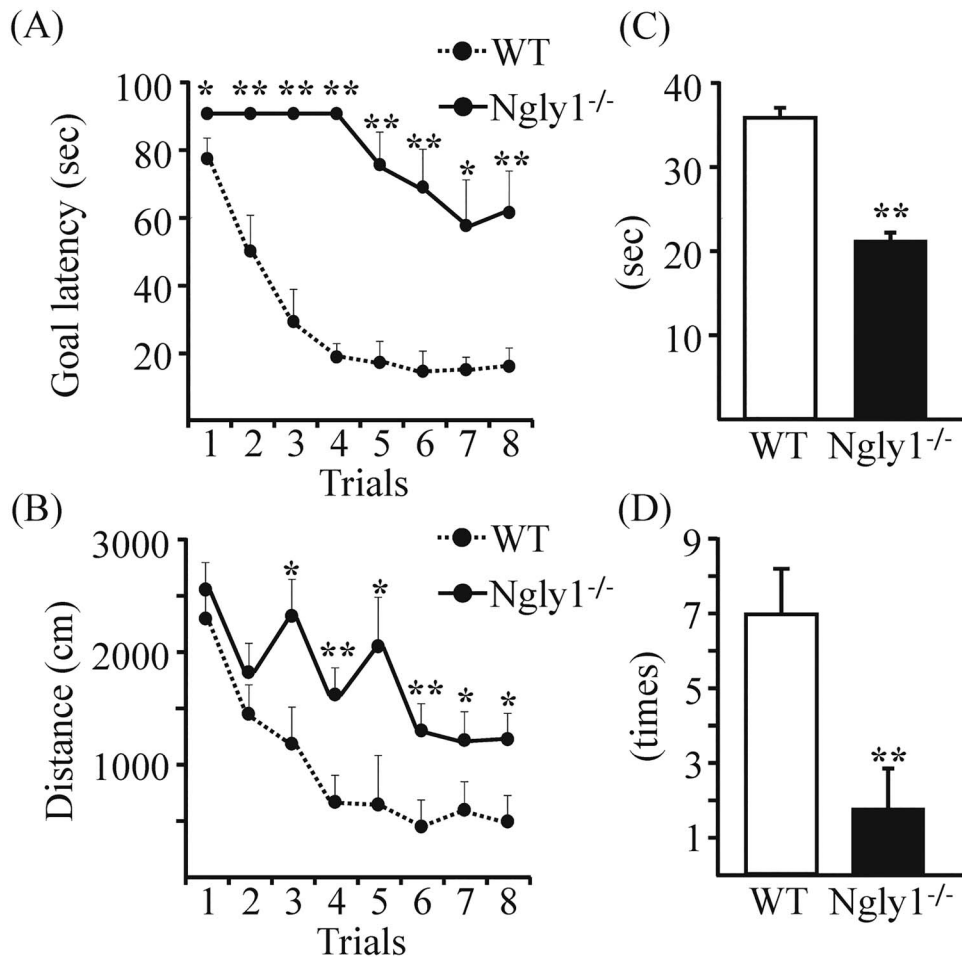 (A)
WT
Ngly1-/-
* ** ** ** ** ** * **
Goal latency (sec)
100
80
60
40
20
1 2 3 4 5 6 7 8
Trials
(B)
WT
Ngly1-/-
* ** * ** * *
Distance (cm)
3000
2000
1000
1 2 3 4 5 6 7 8
Trials
(C)
(sec)
40
30
20
10
**
WT Ngly1-/-
(D)
(times)
9
7
5
3
1
**
WT Ngly1-/-